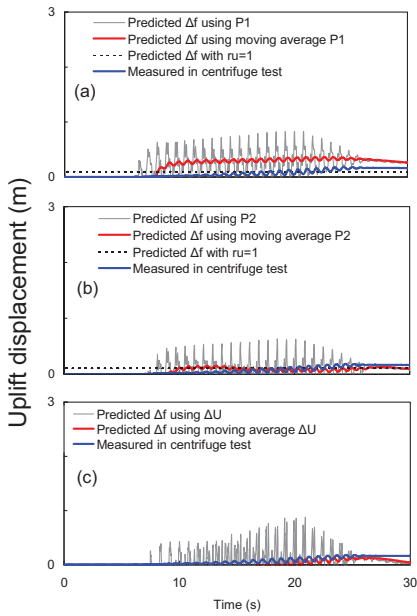 3
Predicted Δf using P1
Predicted Δf using moving average P1
Predicted Δf with ru=1
Measured in centrifuge test
(a)
0
3
Predicted Δf using P2
Predicted Δf using moving average P2
Predicted Δf with ru=1
Measured in centrifuge test
(b)
0
3
Predicted Δf using ΔU
Predicted Δf using moving average ΔU
Measured in centrifuge test
(c)
0
0 10 20 30
Time (s)
Uplift displacement (m)